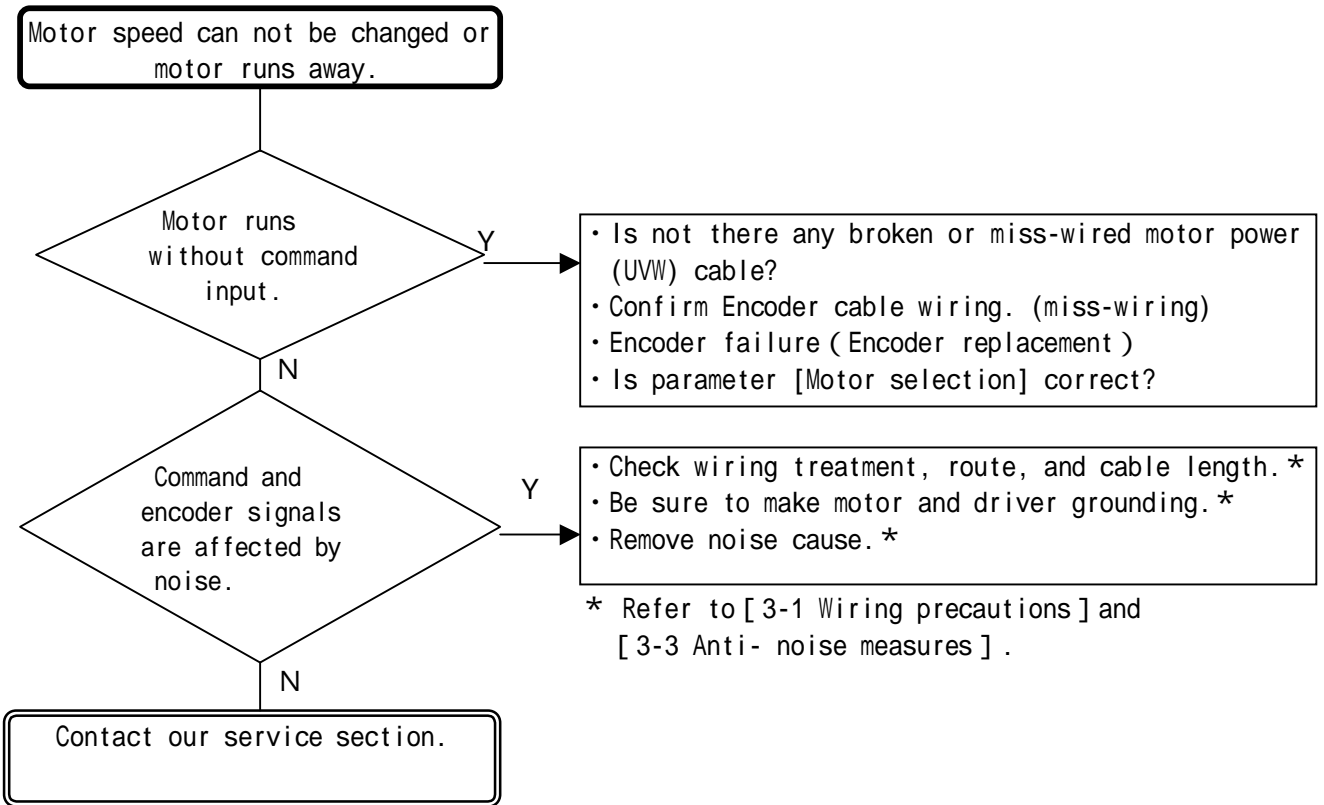 Motor speed can not be changed or
motor runs away.
Motor runs
without command
input.
Y
・Is not there any broken or miss-wired motor power
(UVW) cable?
・Confirm Encoder cable wiring. (miss-wiring)
・Encoder failure（Encoder replacement）
・Is parameter [Motor selection] correct?
N
Command and
encoder signals
are affected by
noise.
Y
・Check wiring treatment, route, and cable length.*
・Be sure to make motor and driver grounding.*
・Remove noise cause.*
* Refer to［3-1 Wiring precautions］and
［3-3 Anti- noise measures］.
N
Contact our service section.